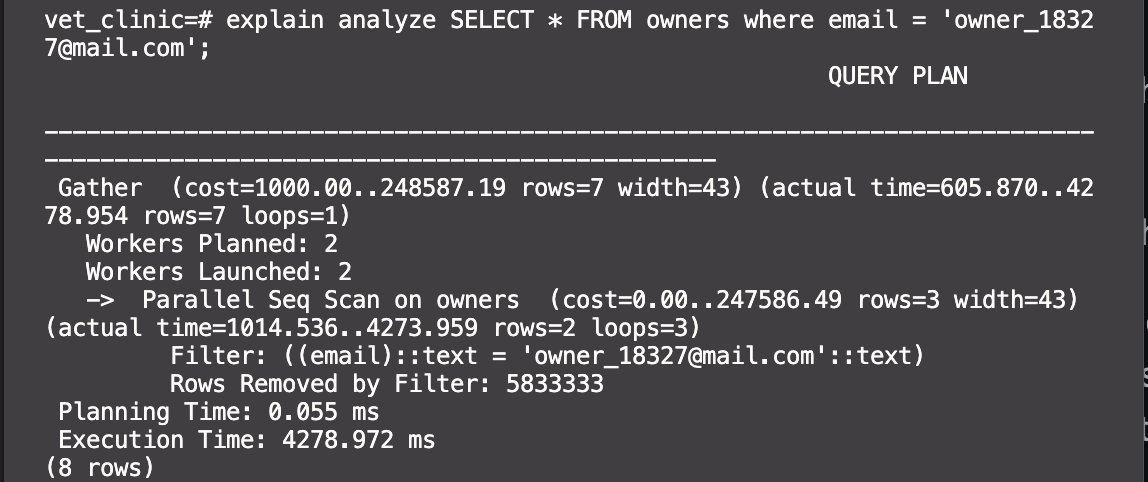 vet_clinic=# explain analyze SELECT * FROM owners where email = 'owner_1832
7@mail.com';
QUERY PLAN
---------------------------------------------------------------------------
------------------------------------------------
Gather  (cost=1000.00..248587.19 rows=7 width=43) (actual time=605.870..42
78.954 rows=7 loops=1)
Workers Planned: 2
Workers Launched: 2
->  Parallel Seq Scan on owners  (cost=0.00..247586.49 rows=3 width=43)
(actual time=1014.536..4273.959 rows=2 loops=3)
Filter: ((email)::text = 'owner_18327@mail.com'::text)
Rows Removed by Filter: 5833333
Planning Time: 0.055 ms
Execution Time: 4278.972 ms
(8 rows)